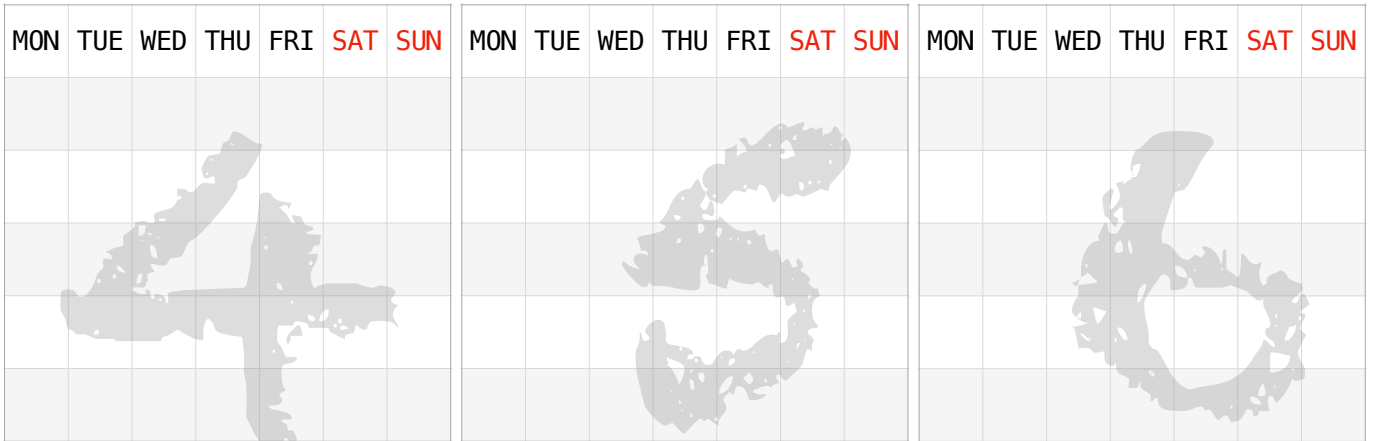 MON TUE WED THU FRI SAT SUN MON TUE WED THU FRI SAT SUN MON TUE WED THU FRI SAT SUN
4 5 6